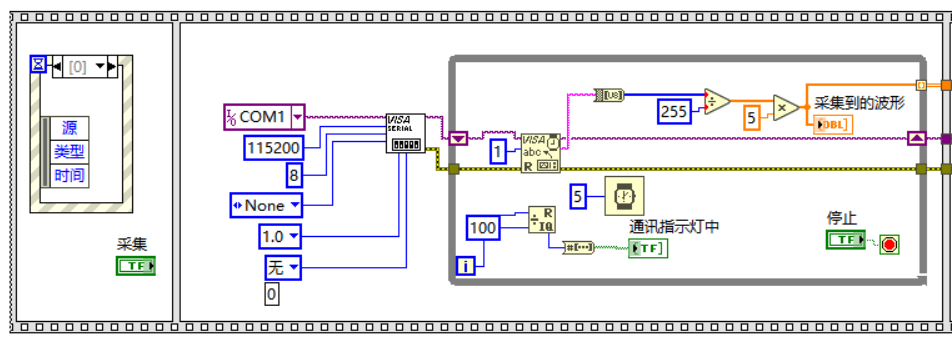 [0]
源
类型
时间
采集
TF
COM1
115200
8
None
1.0
无
0
VISA
SERIAL
1
VISA
abc
R
[U8]
255
÷
5
×
采集到的波形
DBL
5
100
i
÷ R
IQ
#[...]
通讯指示灯中
TF
停止
TF